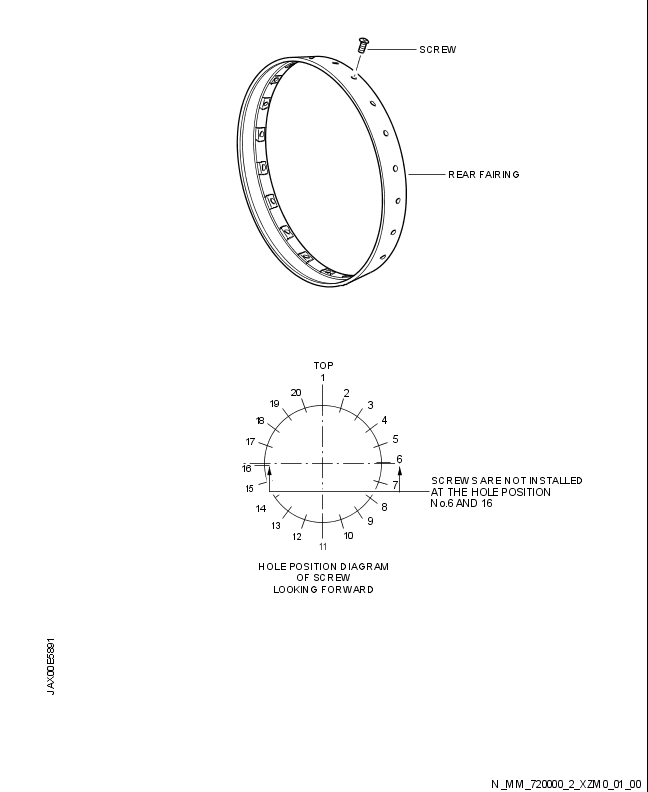 SCREW
REAR FAIRING
TOP
1
20
2
19
3
18
4
17
5
16
6
15
7
14
8
13
9
12
10
11
SCREWS ARE NOT INSTALLED
AT THE HOLE POSITION
No.6 AND 16
HOLE POSITION DIAGRAM
OF SCREW
LOOKING FORWARD
JAX00E5891
N_MM_720000_2_XZM0_01_00